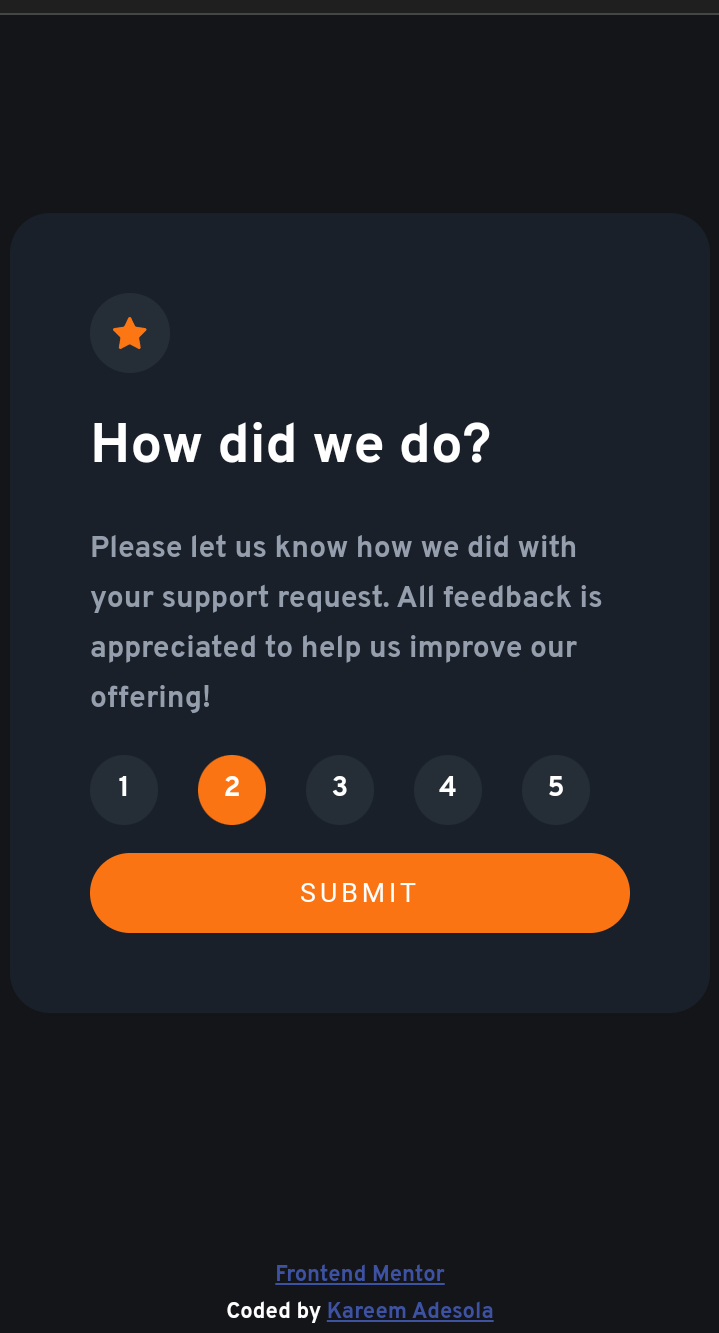 How did we do?
Please let us know how we did with
your support request. All feedback is
appreciated to help us improve our
offering!
1 2 3 4 5
SUBMIT
Frontend Mentor
Coded by Kareem Adesola